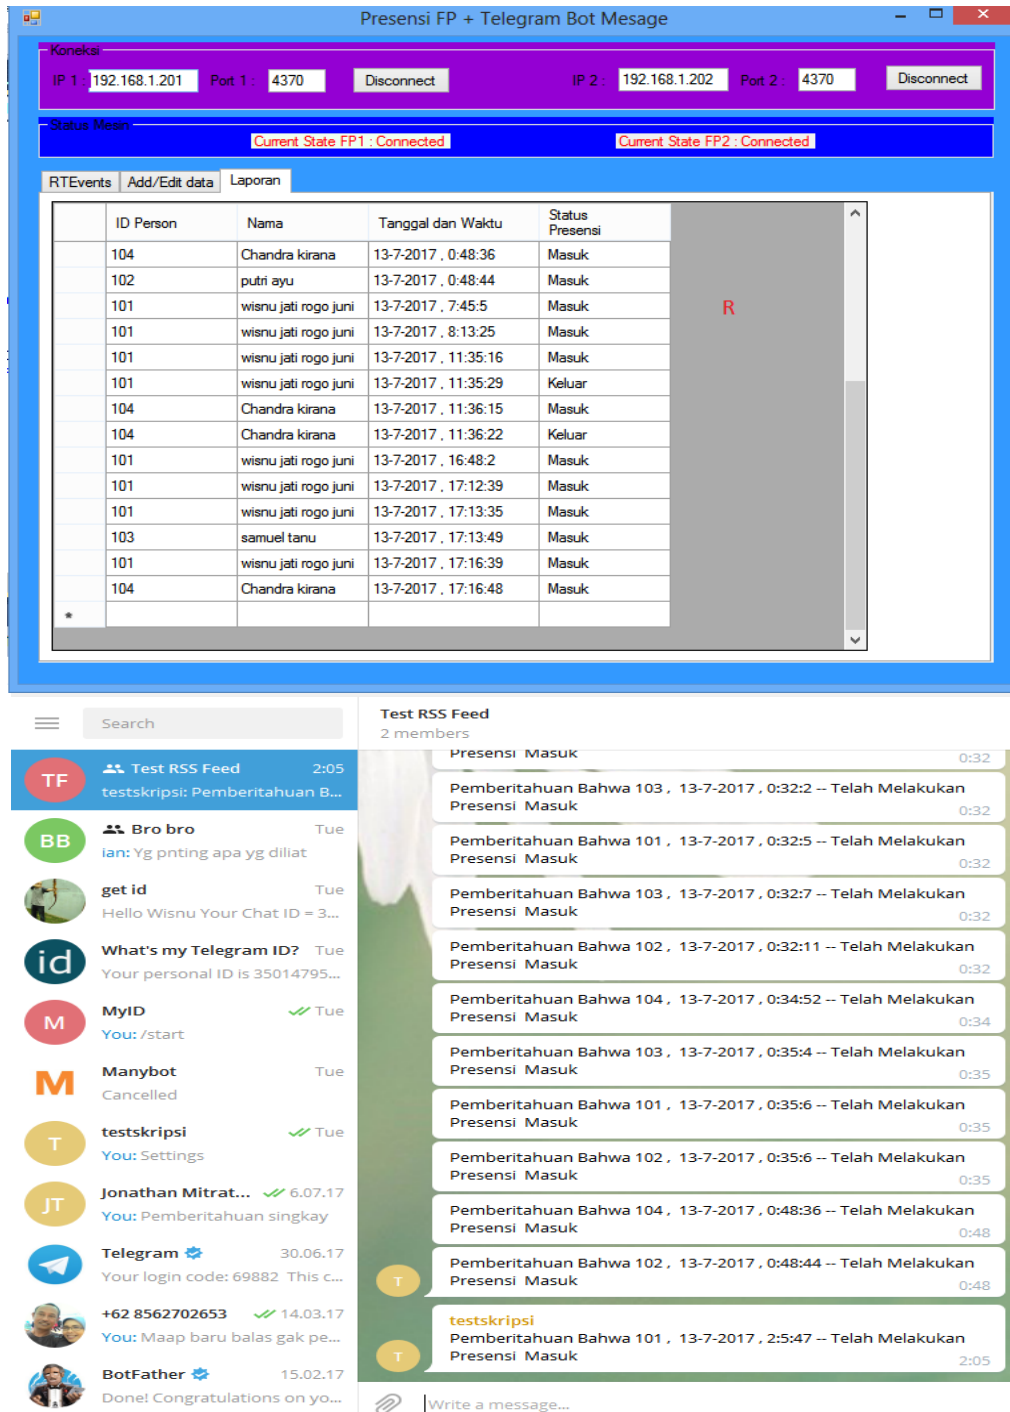 Presensi FP + Telegram Bot Mesage
Koneksi
IP 1 : 192.168.1.201 Port 1 : 4370 Disconnect IP 2 : 192.168.1.202 Port 2 : 4370 Disconnect
Status Mesin
Current State FP1 : Connected Current State FP2 : Connected
RTEvents Add/Edit data Laporan
ID Person Nama Tanggal dan Waktu Status Presensi
104 Chandra kirana 13-7-2017 , 0:48:36 Masuk
102 putri ayu 13-7-2017 , 0:48:44 Masuk
101 wisnu jati rogo juni 13-7-2017 , 7:45:5 Masuk
R
101 wisnu jati rogo juni 13-7-2017 , 8:13:25 Masuk
101 wisnu jati rogo juni 13-7-2017 , 11:35:16 Masuk
101 wisnu jati rogo juni 13-7-2017 , 11:35:29 Keluar
104 Chandra kirana 13-7-2017 , 11:36:15 Masuk
104 Chandra kirana 13-7-2017 , 11:36:22 Keluar
101 wisnu jati rogo juni 13-7-2017 , 16:48:2 Masuk
101 wisnu jati rogo juni 13-7-2017 , 17:12:39 Masuk
101 wisnu jati rogo juni 13-7-2017 , 17:13:35 Masuk
103 samuel tanu 13-7-2017 , 17:13:49 Masuk
101 wisnu jati rogo juni 13-7-2017 , 17:16:39 Masuk
104 Chandra kirana 13-7-2017 , 17:16:48 Masuk
*
Search
TF Test RSS Feed 2:05
testskripsi: Pemberitahuan B...
BB Bro bro Tue
ian: Yg pnting apa yg diliat
get id Tue
Hello Wisnu Your Chat ID = 3...
id What's my Telegram ID? Tue
Your personal ID is 35014795...
M MyID Tue
You: /start
M Manybot Tue
Cancelled
T testskripsi Tue
You: Settings
JT Jonathan Mitrat... 6.07.17
You: Pemberitahuan singkay
Telegram 30.06.17
Your login code: 69882 This c...
+62 8562702653 14.03.17
You: Maap baru balas gak pe...
BotFather 15.02.17
Done! Congratulations on yo...
Test RSS Feed
2 members
Presensi Masuk
0:32
Pemberitahuan Bahwa 103 , 13-7-2017 , 0:32:2 -- Telah Melakukan
Presensi Masuk
0:32
Pemberitahuan Bahwa 101 , 13-7-2017 , 0:32:5 -- Telah Melakukan
Presensi Masuk
0:32
Pemberitahuan Bahwa 103 , 13-7-2017 , 0:32:7 -- Telah Melakukan
Presensi Masuk
0:32
Pemberitahuan Bahwa 102 , 13-7-2017 , 0:32:11 -- Telah Melakukan
Presensi Masuk
0:32
Pemberitahuan Bahwa 104 , 13-7-2017 , 0:34:52 -- Telah Melakukan
Presensi Masuk
0:34
Pemberitahuan Bahwa 103 , 13-7-2017 , 0:35:4 -- Telah Melakukan
Presensi Masuk
0:35
Pemberitahuan Bahwa 101 , 13-7-2017 , 0:35:6 -- Telah Melakukan
Presensi Masuk
0:35
Pemberitahuan Bahwa 102 , 13-7-2017 , 0:35:6 -- Telah Melakukan
Presensi Masuk
0:35
Pemberitahuan Bahwa 104 , 13-7-2017 , 0:48:36 -- Telah Melakukan
Presensi Masuk
0:48
Pemberitahuan Bahwa 102 , 13-7-2017 , 0:48:44 -- Telah Melakukan
Presensi Masuk
0:48
T
testskripsi
Pemberitahuan Bahwa 101 , 13-7-2017 , 2:5:47 -- Telah Melakukan
Presensi Masuk
2:05
T
Write a message...